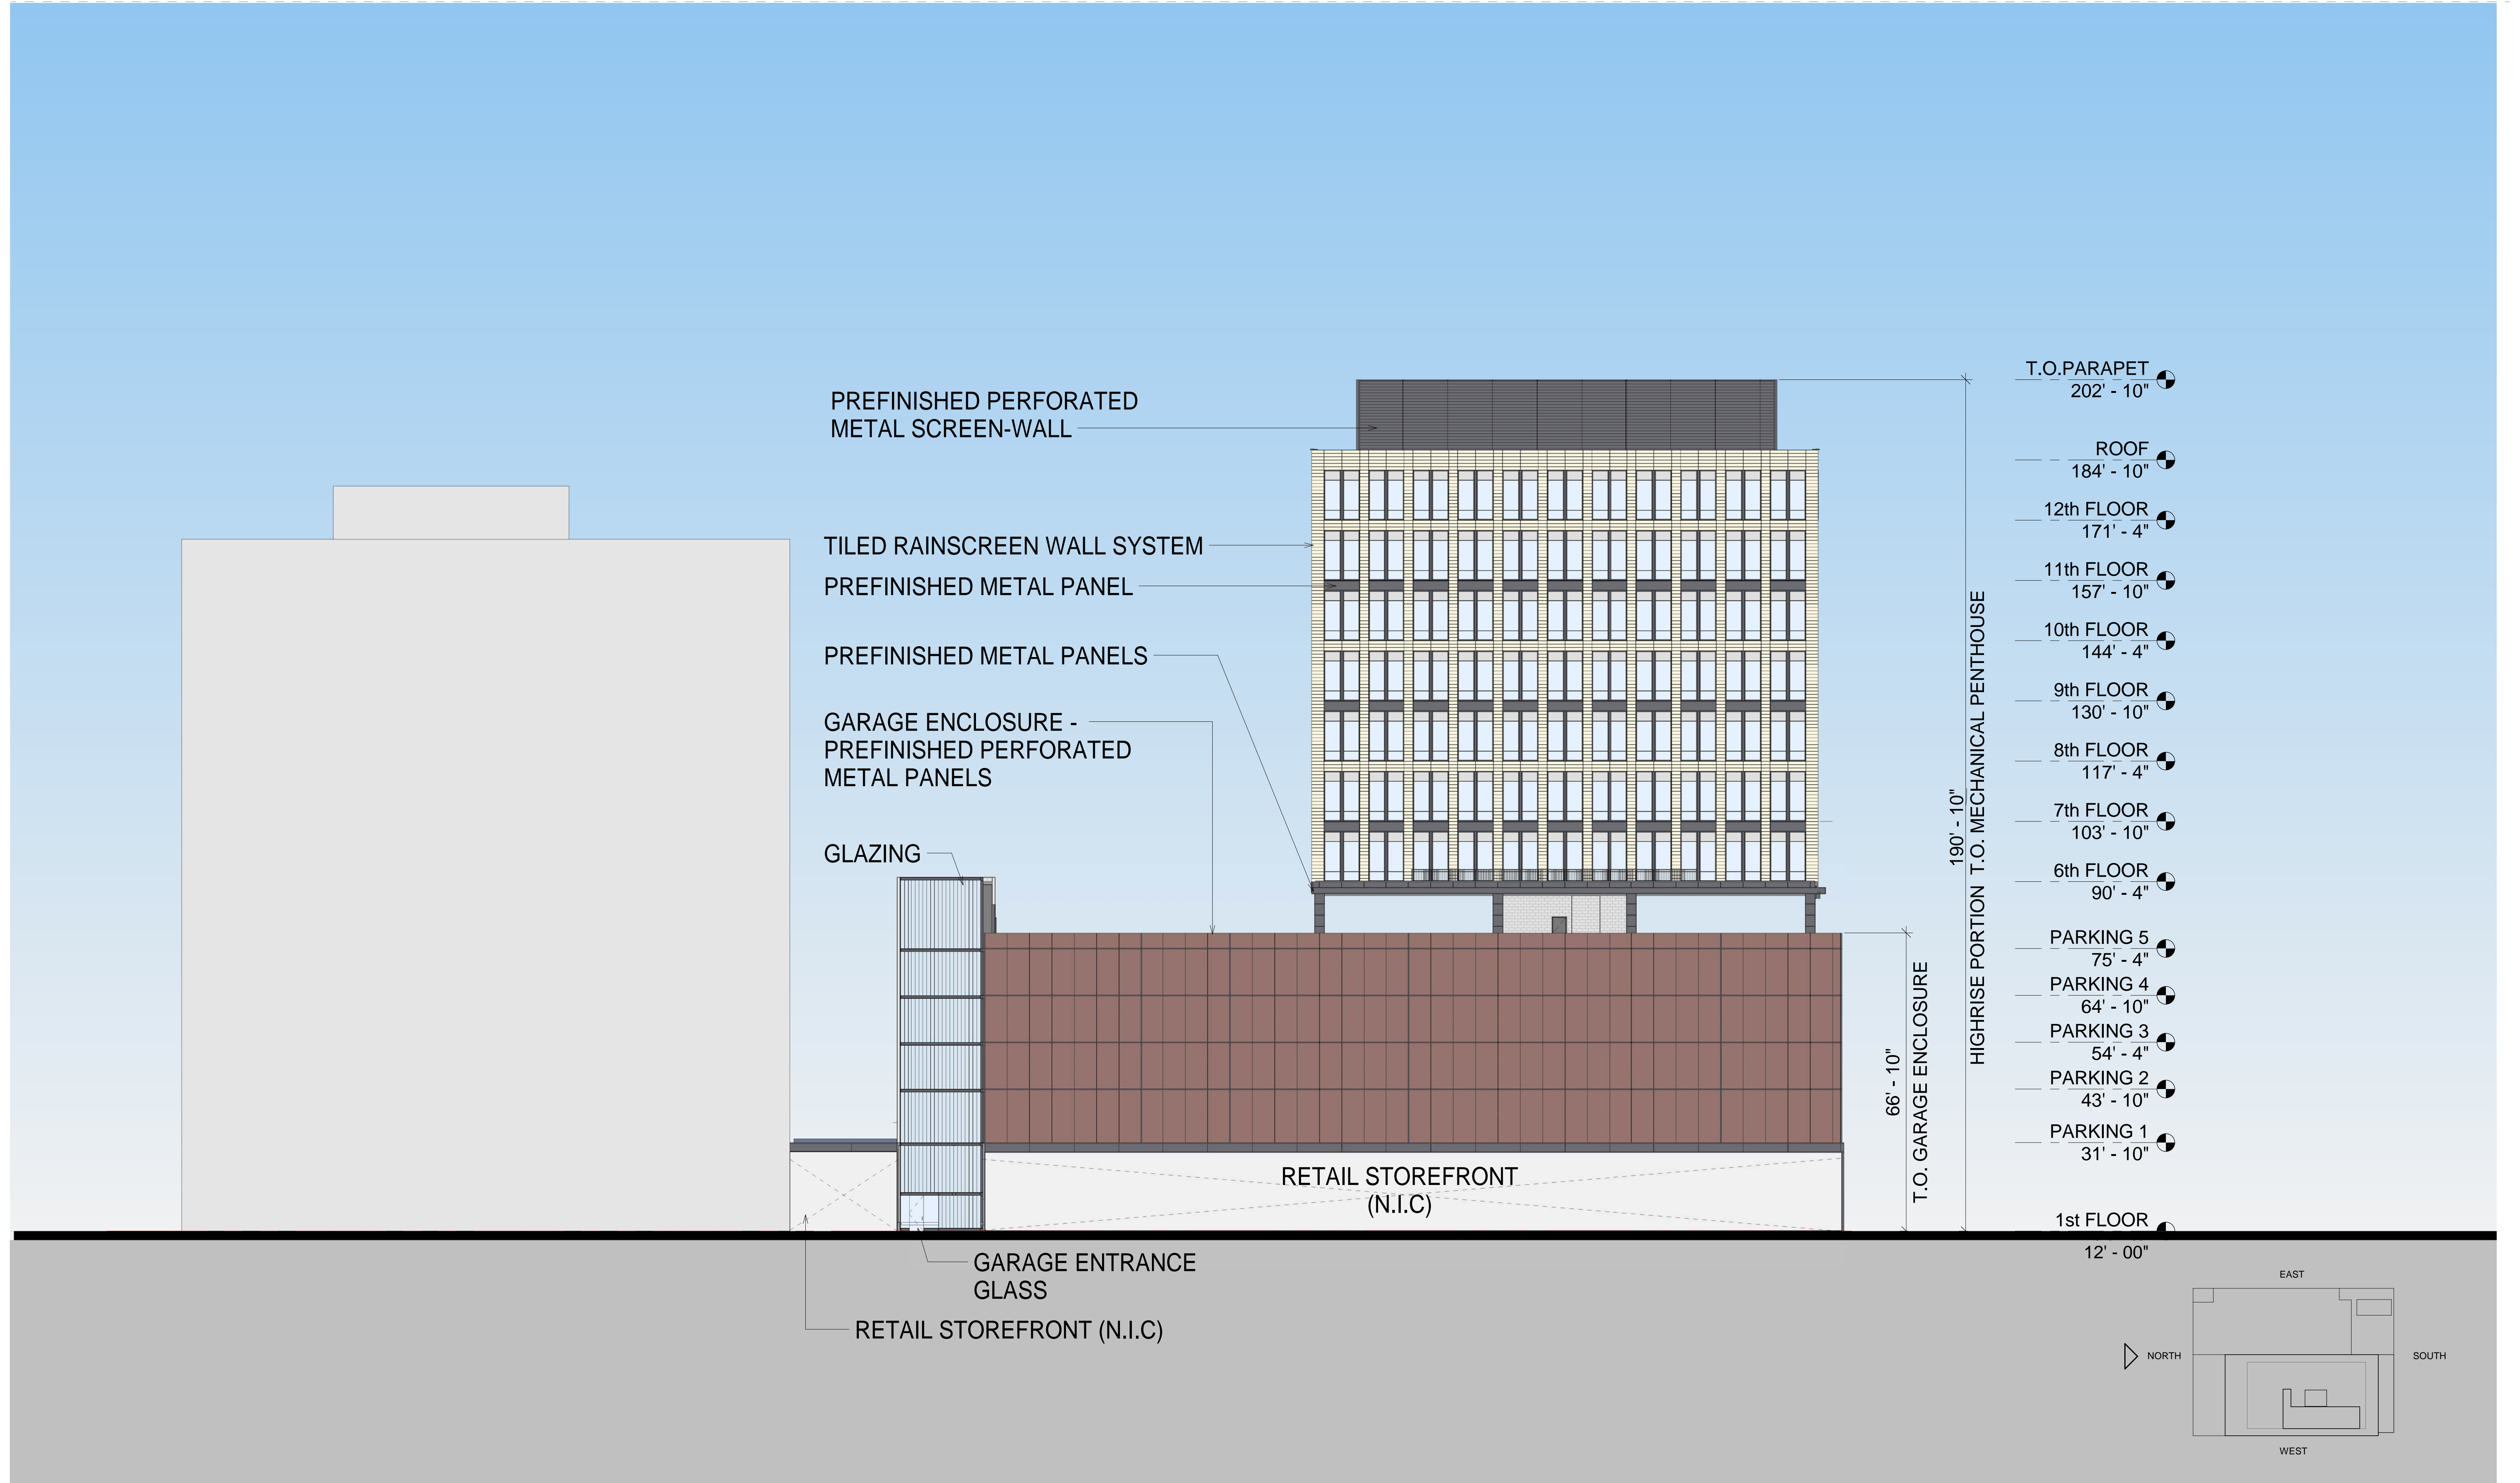 PREFINISHED PERFORATED
METAL SCREEN-WALL
TILED RAINSCREEN WALL SYSTEM
PREFINISHED METAL PANEL
PREFINISHED METAL PANELS
GARAGE ENCLOSURE -
PREFINISHED PERFORATED
METAL PANELS
GLAZING
RETAIL STOREFRONT
(N.I.C)
GARAGE ENTRANCE
GLASS
RETAIL STOREFRONT (N.I.C)
66' - 10"
T.O. GARAGE ENCLOSURE
190' - 10"
HIGHRISE PORTION T.O. MECHANICAL PENTHOUSE
T.O.PARAPET
202' - 10"
ROOF
184' - 10"
12th FLOOR
171' - 4"
11th FLOOR
157' - 10"
10th FLOOR
144' - 4"
9th FLOOR
130' - 10"
8th FLOOR
117' - 4"
7th FLOOR
103' - 10"
6th FLOOR
90' - 4"
PARKING 5
75' - 4"
PARKING 4
64' - 10"
PARKING 3
54' - 4"
PARKING 2
43' - 10"
PARKING 1
31' - 10"
1st FLOOR
12' - 00"
EAST
NORTH
SOUTH
WEST